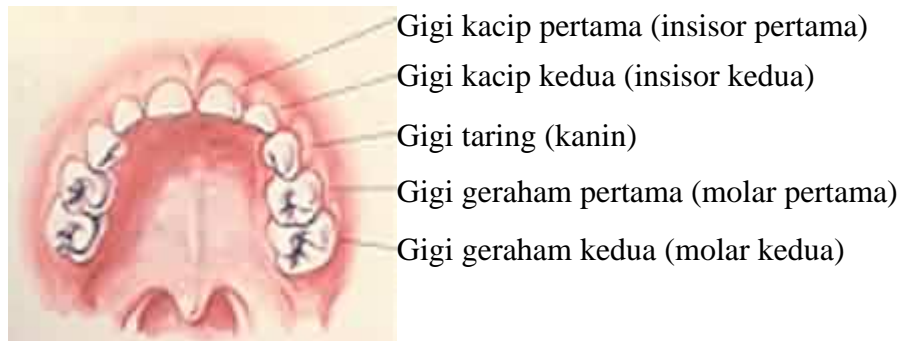 Gigi kacip pertama (insisor pertama)
Gigi kacip kedua (insisor kedua)
Gigi taring (kanin)
Gigi geraham pertama (molar pertama)
Gigi geraham kedua (molar kedua)